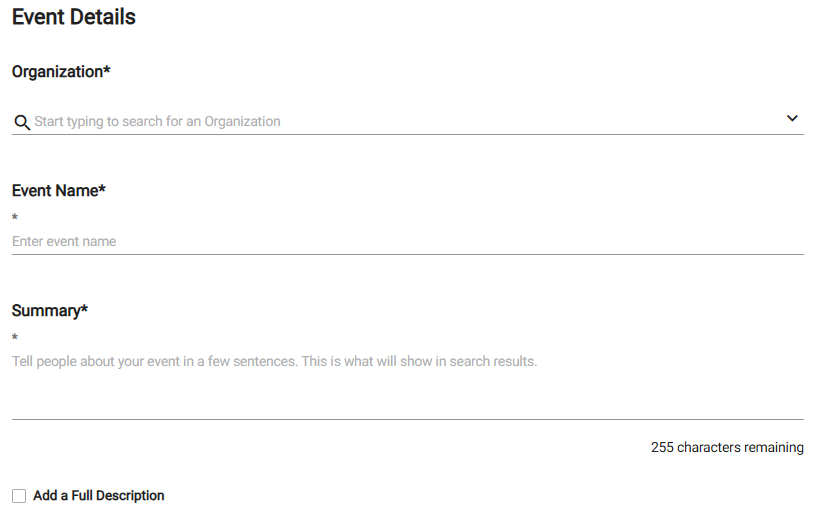 Event Details
Organization*
Start typing to search for an Organization
Event Name*
*
Enter event name
Summary*
*
Tell people about your event in a few sentences. This is what will show in search results.
255 characters remaining
Add a Full Description